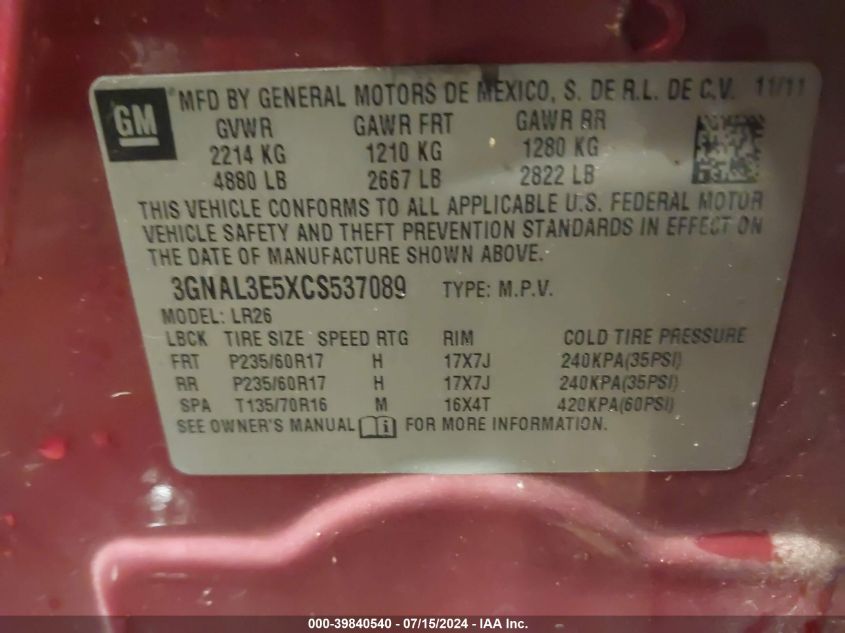 GM
MFD BY GENERAL MOTORS DE MEXICO, S. DE R.L. DE C.V. 11/11
GVWR GAWR FRT GAWR RR
2214 KG 1210 KG 1280 KG
4880 LB 2667 LB 2822 LB
THIS VEHICLE CONFORMS TO ALL APPLICABLE U.S. FEDERAL MOTOR
VEHICLE SAFETY AND THEFT PREVENTION STANDARDS IN EFFECT ON
THE DATE OF MANUFACTURE SHOWN ABOVE.
3GNAL3E5XCS537089 TYPE: M.P.V.
MODEL: LR26
LBCK TIRE SIZE SPEED RTG RIM COLD TIRE PRESSURE
FRT P235/60R17 H 17X7J 240KPA(35PSI)
RR P235/60R17 H 17X7J 240KPA(35PSI)
SPA T135/70R16 M 16X4T 420KPA(60PSI)
SEE OWNER'S MANUAL i FOR MORE INFORMATION.
000-39840540 - 07/15/2024 - IAA Inc.